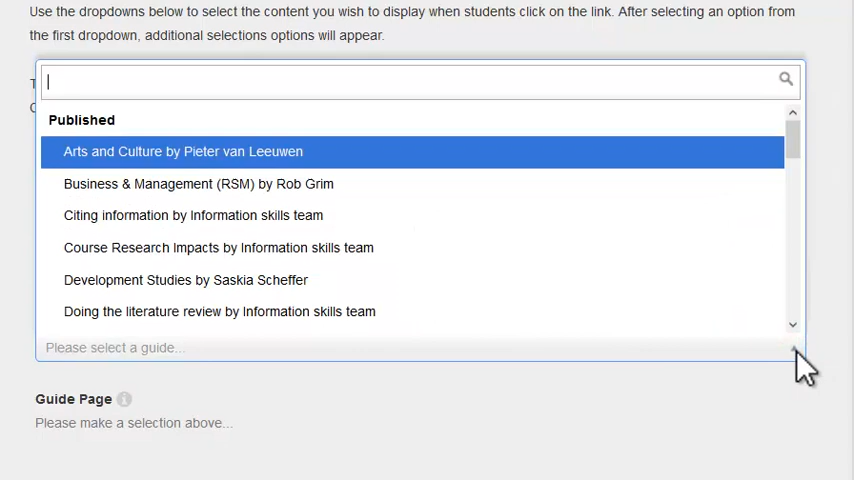 Use the dropdowns below to select the content you wish to display when students click on the link. After selecting an option from
the first dropdown, additional selections options will appear.
Published
Arts and Culture by Pieter van Leeuwen
Business & Management (RSM) by Rob Grim
Citing information by Information skills team
Course Research Impacts by Information skills team
Development Studies by Saskia Scheffer
Doing the literature review by Information skills team
Please select a guide...
Guide Page
Please make a selection above...